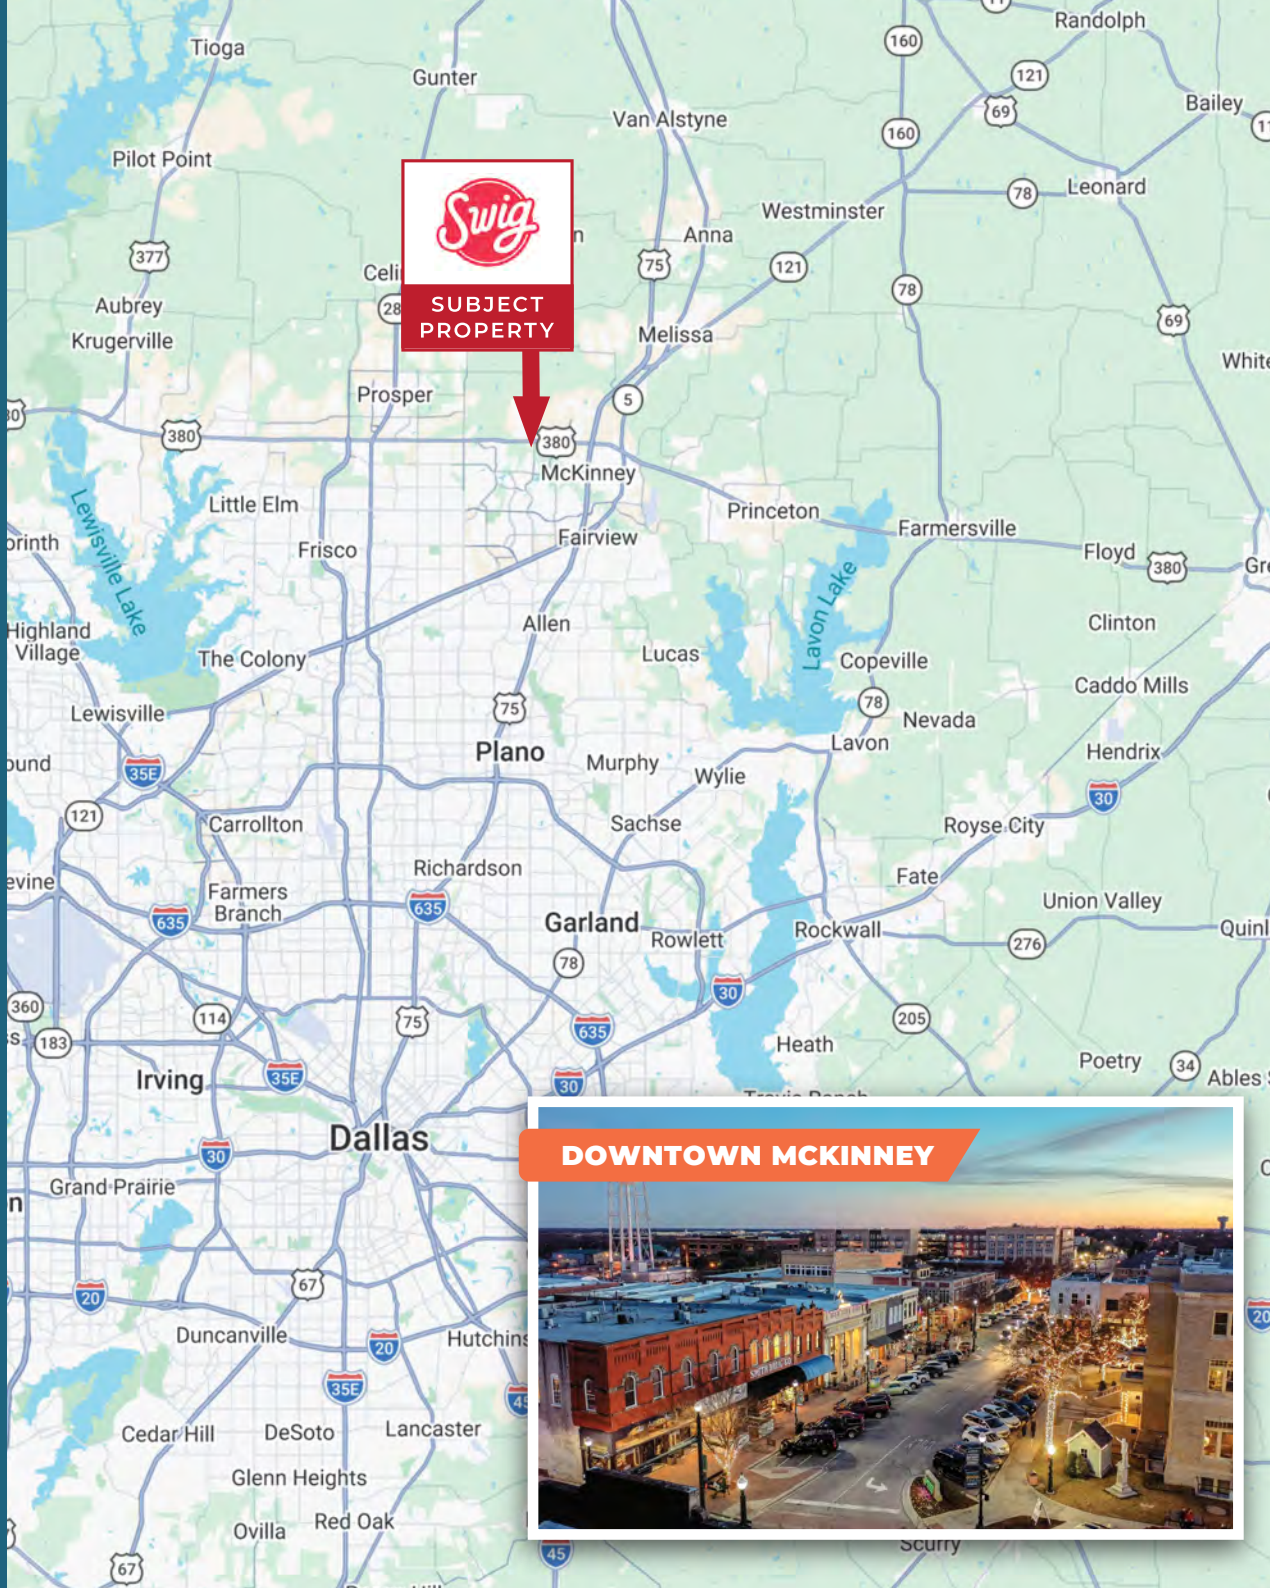 Tioga
Gunter
Randolph
160
121
69
Bailey
Van Alstyne
160
Pilot Point
78
Leonard
Westminster
Swig
Anna
377
75
121
SUBJECT
PROPERTY
78
Aubrey
Krugerville
Melissa
69
Prosper
5
380
380
McKinney
Lewisville Lake
Little Elm
Princeton
Farmersville
Frisco
Fairview
Floyd
380
Lavon Lake
Highland
Village
Allen
Clinton
The Colony
Lucas
Copeville
Caddo Mills
Lewisville
75
78
Nevada
Plano
Lavon
Hendrix
Murphy
Wylie
35E
30
121
Carrollton
Sachse
Royse City
Richardson
Fate
Farmers
Branch
635
635
Garland
Union Valley
Rowlett
Rockwall
276
78
30
360
114
75
205
183
635
Heath
Poetry
34
Ables
Irving
35E
30
Dallas
DOWNTOWN MCKINNEY
30
Grand Prairie
67
20
20
Duncanville
20
Hutchins
35E
45
Cedar Hill
DeSoto
Lancaster
Glenn Heights
Ovilla
Red Oak
67
45
Scurry